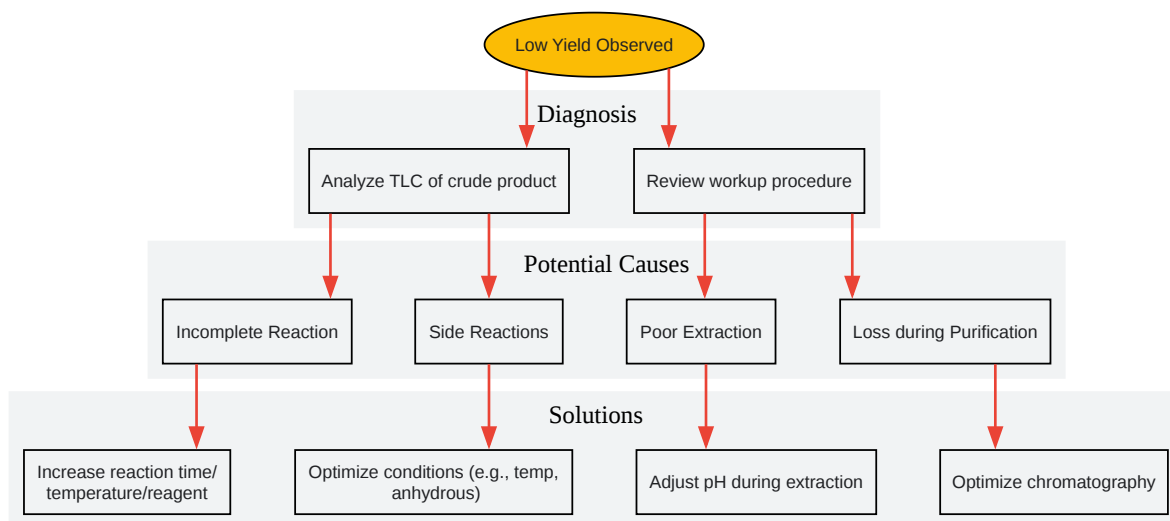 Low Yield Observed
Diagnosis
Analyze TLC of crude product
Review workup procedure
Potential Causes
Incomplete Reaction
Side Reactions
Poor Extraction
Loss during Purification
Solutions
Increase reaction time/
temperature/reagent
Optimize conditions (e.g., temp,
anhydrous)
Adjust pH during extraction
Optimize chromatography